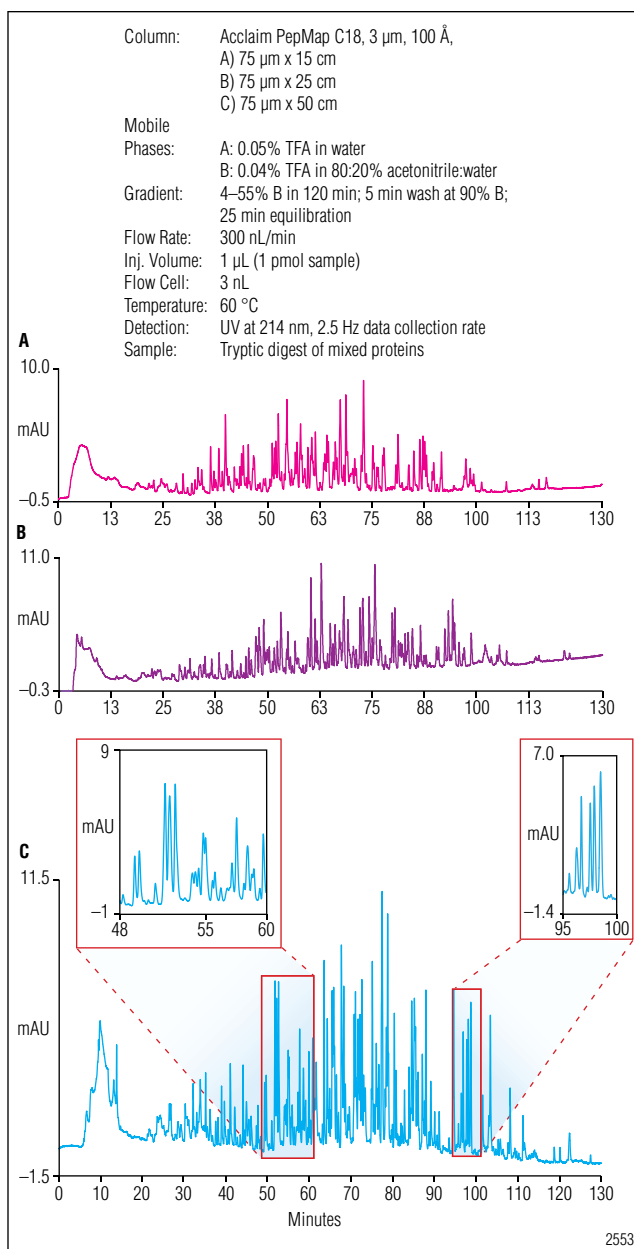 Column: Acclaim PepMap C18, 3 µm, 100 Å,
A) 75 µm x 15 cm
B) 75 µm x 25 cm
C) 75 µm x 50 cm
Mobile
Phases: A: 0.05% TFA in water
B: 0.04% TFA in 80:20% acetonitrile:water
Gradient: 4–55% B in 120 min; 5 min wash at 90% B;
25 min equilibration
Flow Rate: 300 nL/min
Inj. Volume: 1 µL (1 pmol sample)
Flow Cell: 3 nL
Temperature: 60 °C
Detection: UV at 214 nm, 2.5 Hz data collection rate
Sample: Tryptic digest of mixed proteins
A
10.0
mAU
–0.5
0 13 25 38 50 63 75 88 100 113 130
B
11.0
mAU
–0.3
0 13 25 38 50 63 75 88 100 113 130
9
mAU
–1
48 55 60
7.0
mAU
–1.4
95 100
C
11.5
mAU
–1.5
0 10 20 30 40 50 60 70 80 90 100 110 120 130
Minutes
2553